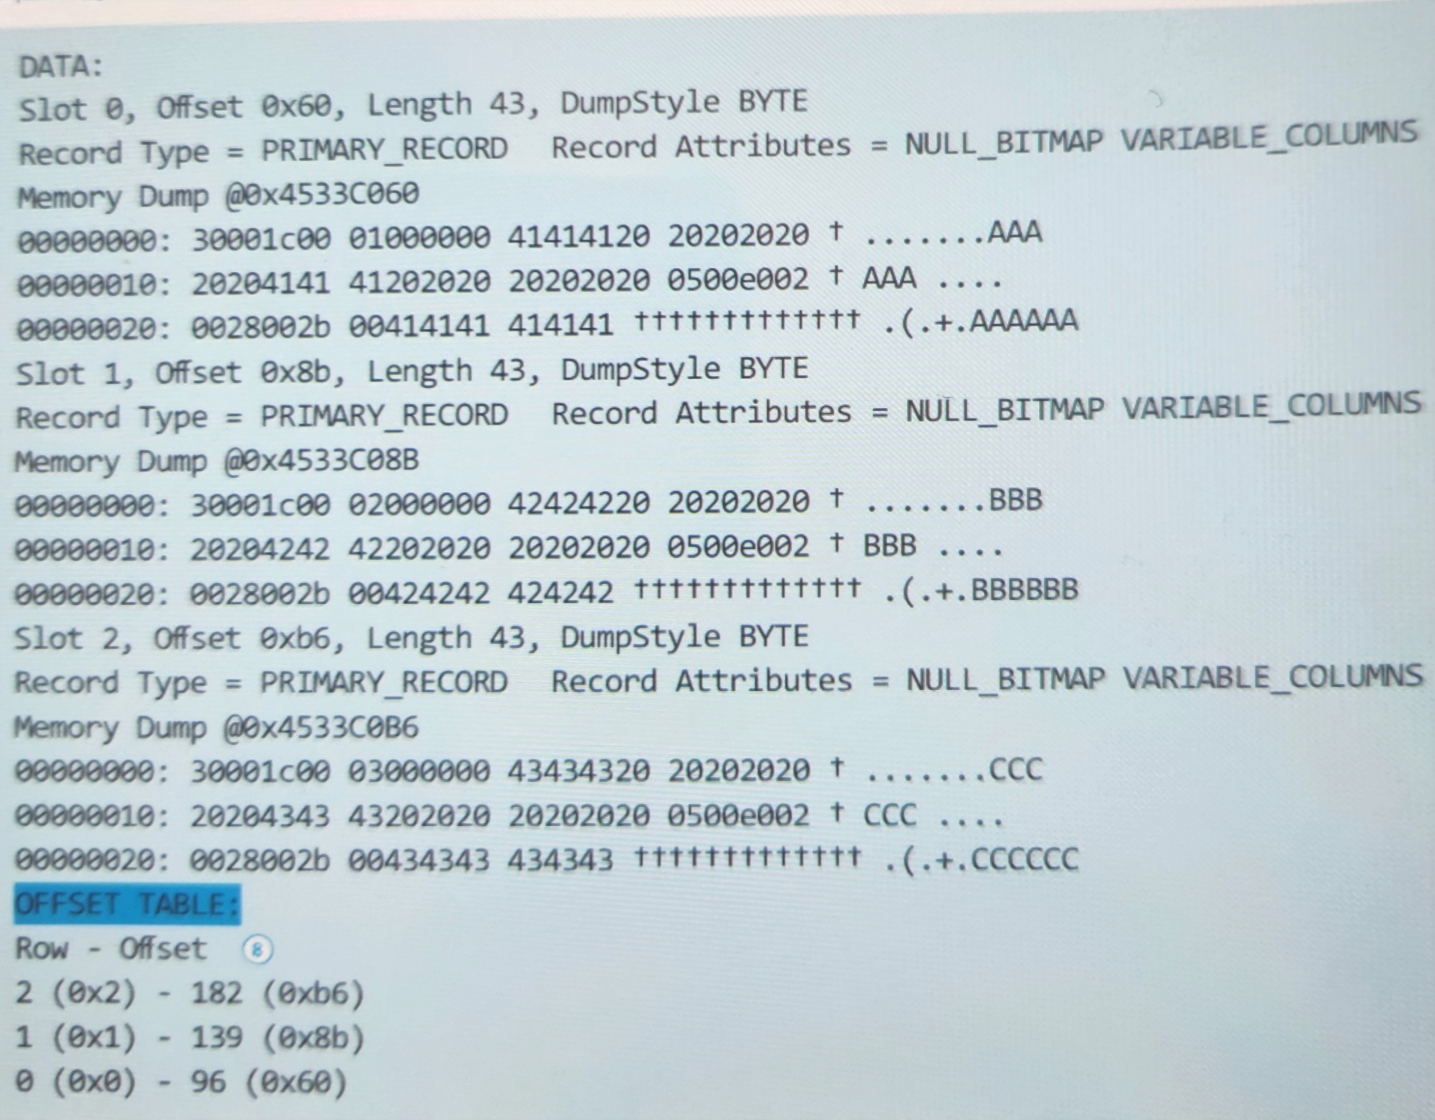 DATA:
Slot 0, Offset 0x60, Length 43, DumpStyle BYTE
Record Type = PRIMARY_RECORD Record Attributes = NULL_BITMAP VARIABLE_COLUMNS
Memory Dump @0x4533C060
00000000: 30001c00 01000000 41414120 20202020 † .......AAA
00000010: 20204141 41202020 20202020 0500e002 † AAA ....
00000020: 0028002b 00414141 414141 ††††††††††††† .(.+.AAAAAA
Slot 1, Offset 0x8b, Length 43, DumpStyle BYTE
Record Type = PRIMARY_RECORD Record Attributes = NULL_BITMAP VARIABLE_COLUMNS
Memory Dump @0x4533C08B
00000000: 30001c00 02000000 42424220 20202020 † .......BBB
00000010: 20204242 42202020 20202020 0500e002 † BBB ....
00000020: 0028002b 00424242 424242 ††††††††††††† .(.+.BBBBBB
Slot 2, Offset 0xb6, Length 43, DumpStyle BYTE
Record Type = PRIMARY_RECORD Record Attributes = NULL_BITMAP VARIABLE_COLUMNS
Memory Dump @0x4533C0B6
00000000: 30001c00 03000000 43434320 20202020 † .......CCC
00000010: 20204343 43202020 20202020 0500e002 † CCC ....
00000020: 0028002b 00434343 434343 ††††††††††††† .(.+.CCCCCC
OFFSET TABLE:
Row - Offset ⑧
2 (0x2) - 182 (0xb6)
1 (0x1) - 139 (0x8b)
0 (0x0) - 96 (0x60)